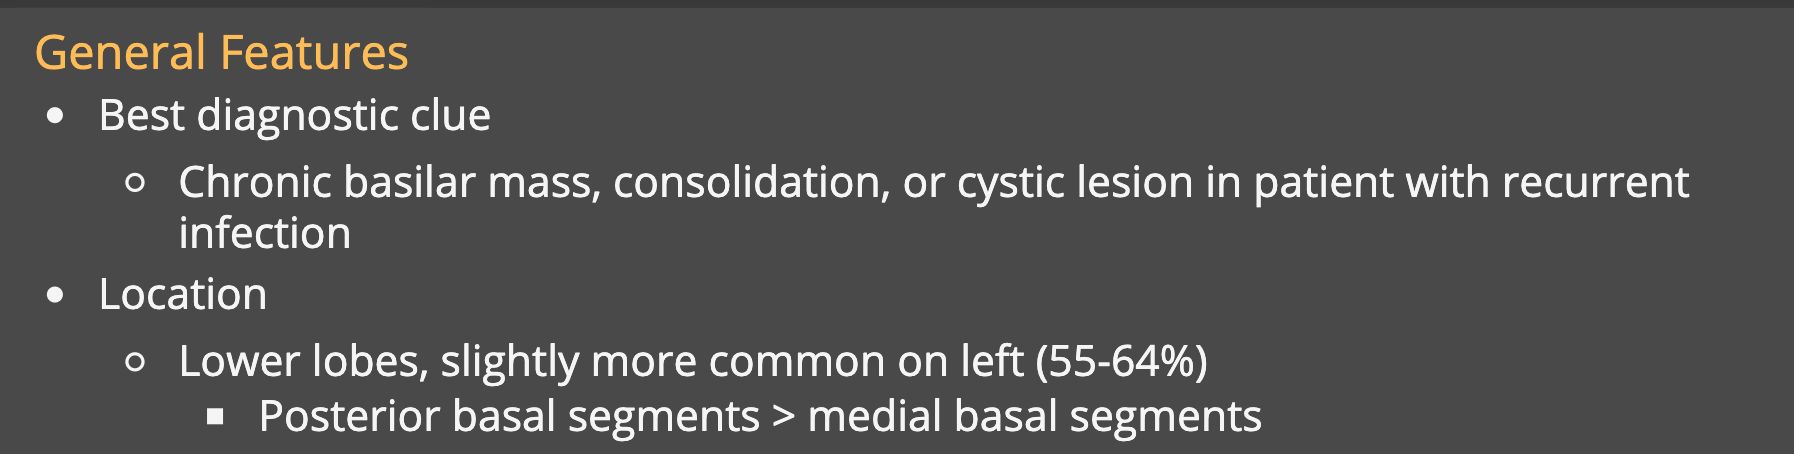 General Features
• Best diagnostic clue
○ Chronic basilar mass, consolidation, or cystic lesion in patient with recurrent
infection
• Location
○ Lower lobes, slightly more common on left (55-64%)
▪ Posterior basal segments > medial basal segments